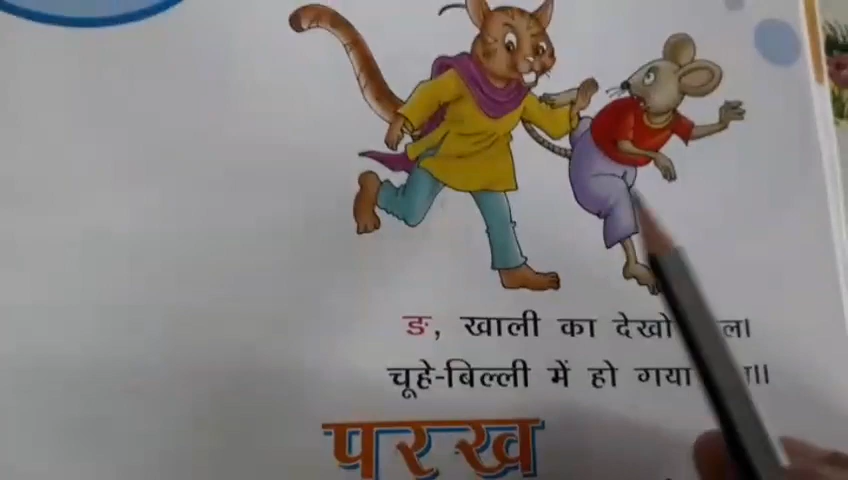 ङ, खाली का देखो
चूहे-बिल्ली में हो गया
परख